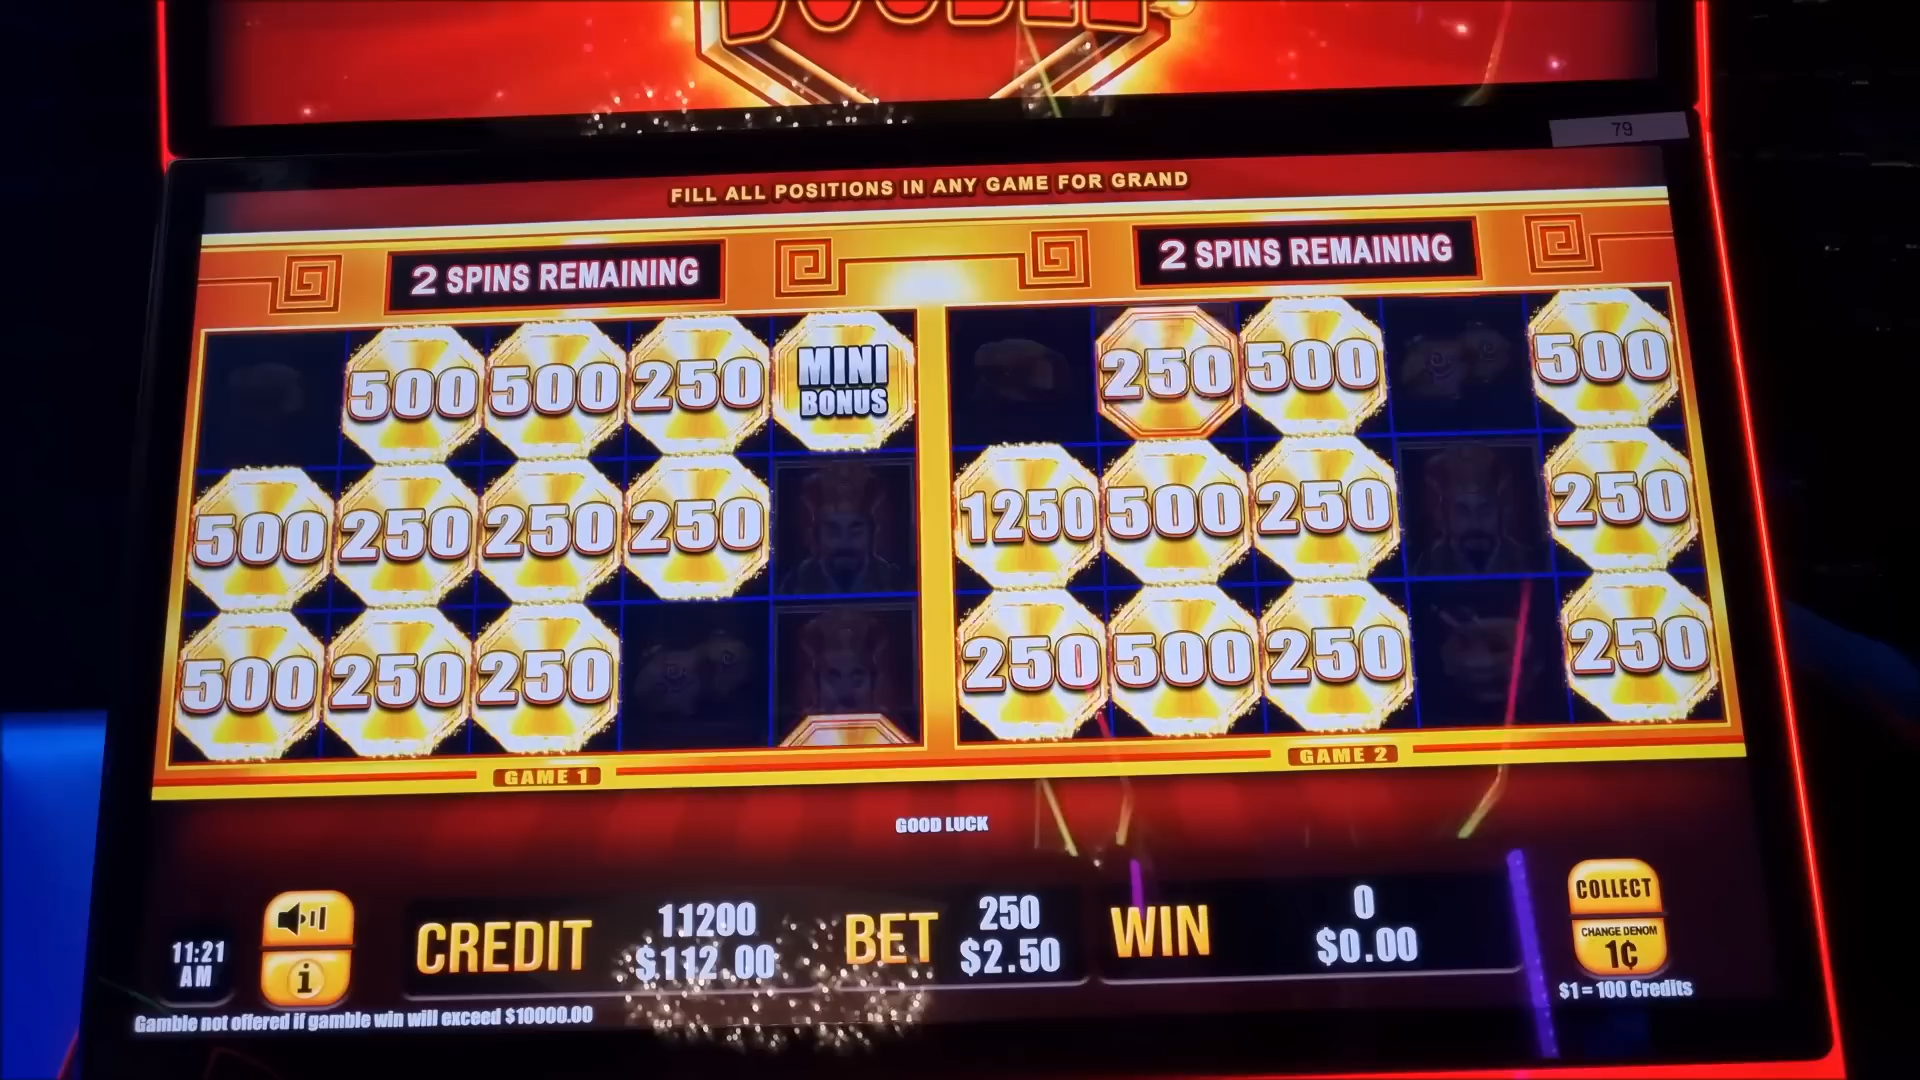 DOUBLE
79
FILL ALL POSITIONS IN ANY GAME FOR GRAND
2 SPINS REMAINING
2 SPINS REMAINING
500 500 250 MINI BONUS
500 250 250 250
500 250 250
250 500 500
1250 500 250 250
250 500 250 250
GAME 1
GAME 2
GOOD LUCK
11:21 AM
i
CREDIT
11200
$112.00
BET
250
$2.50
WIN
0
$0.00
COLLECT
CHANGE DENOM
1¢
$1 = 100 Credits
Gamble not offered if gamble win will exceed $10000.00